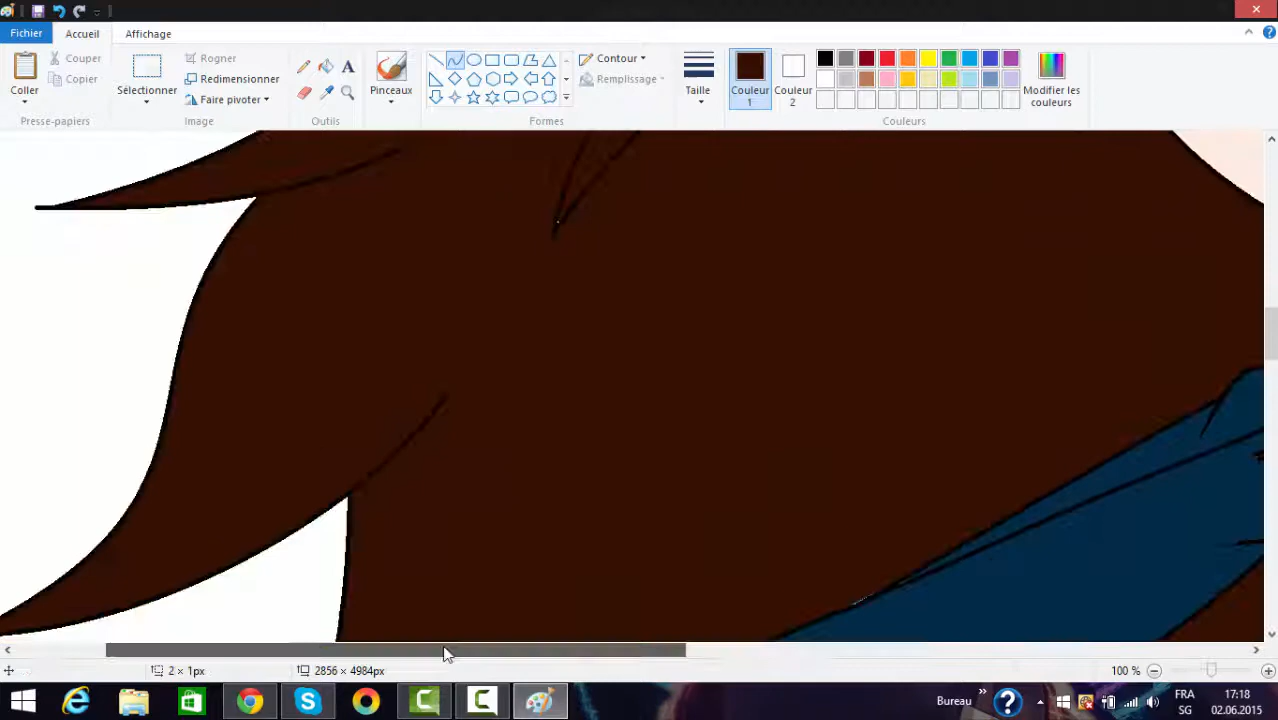 Fichier Accueil Affichage
Coller
Couper
Copier
Presse-papiers
Sélectionner
Rogner
Redimensionner
Faire pivoter
Image
A
Outils
Pinceaux
Contour
Remplissage
Formes
Taille
Couleur 1
Couleur 2
Modifier les couleurs
Couleurs
2 × 1px
2856 × 4984px
100 %
Bureau
FRA
SG
17:18
02.06.2015